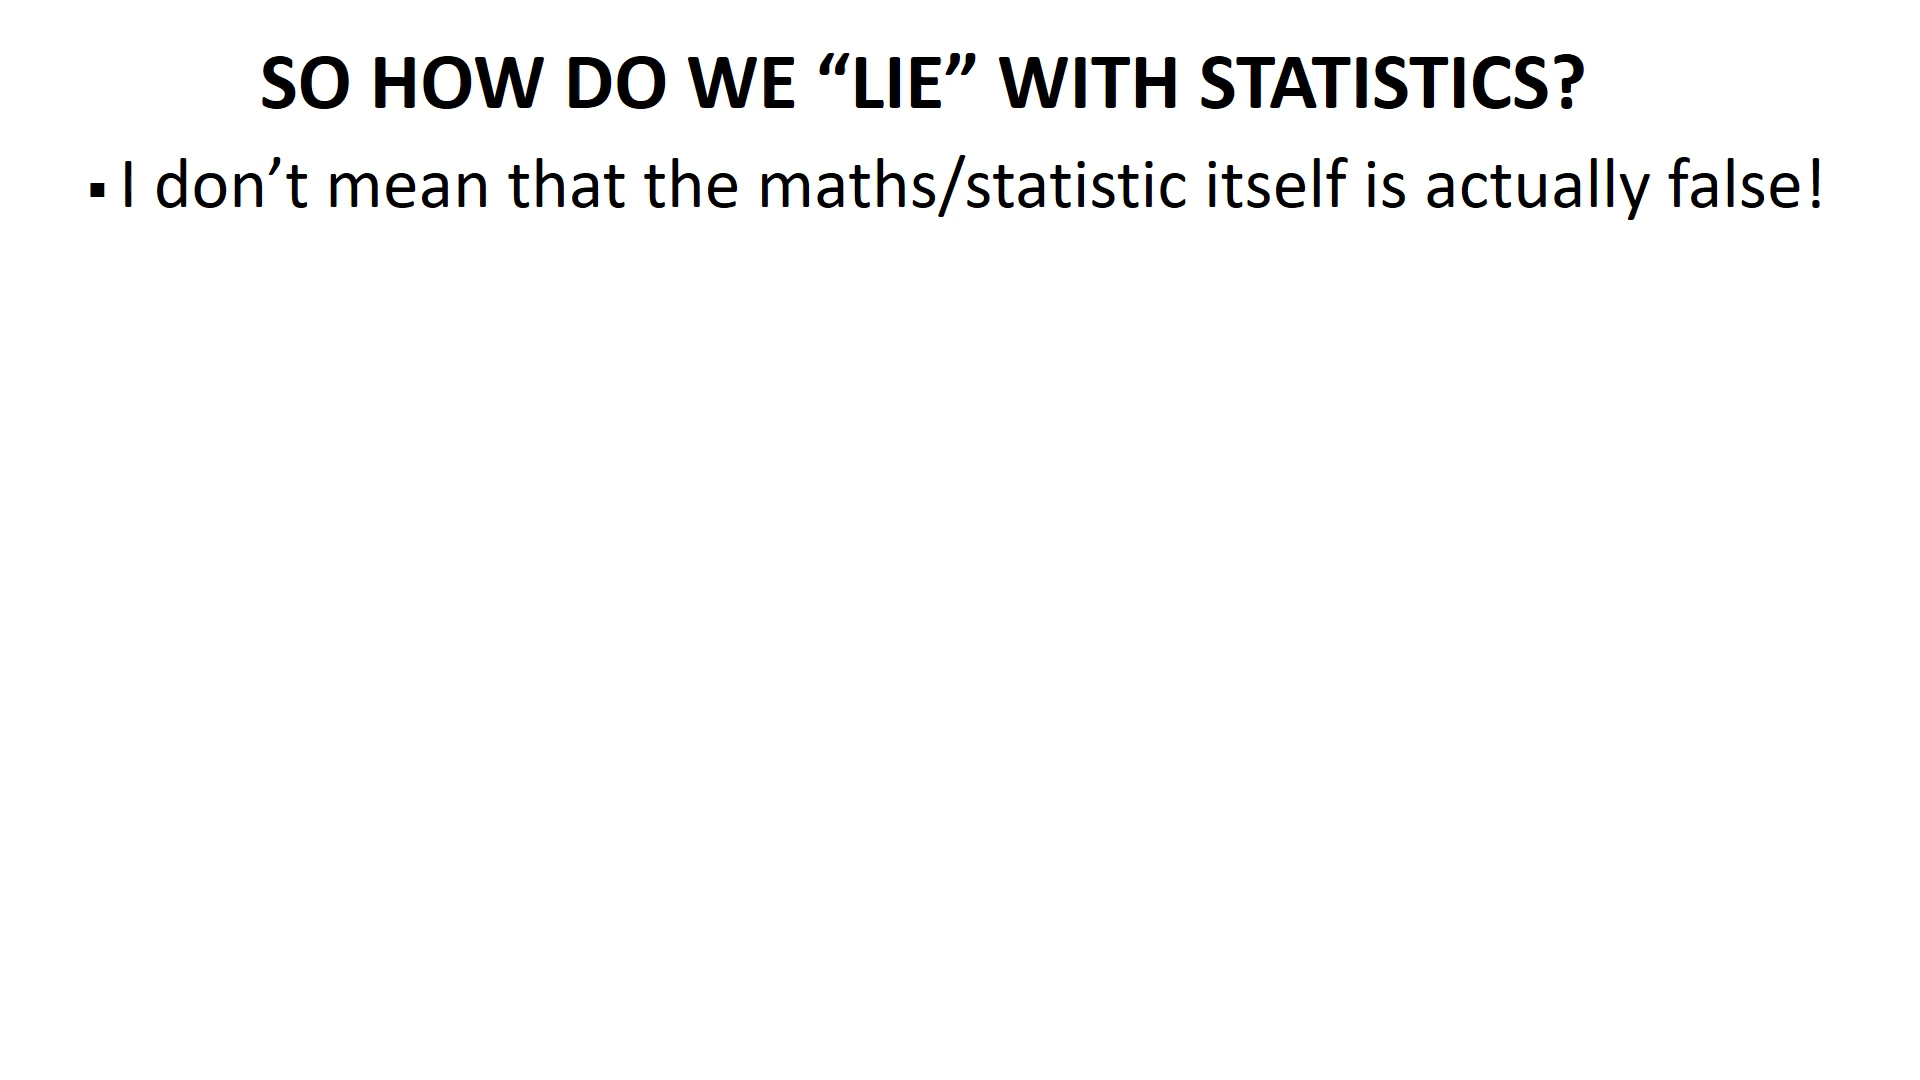 SO HOW DO WE “LIE” WITH STATISTICS?
▪ I don’t mean that the maths/statistic itself is actually false!